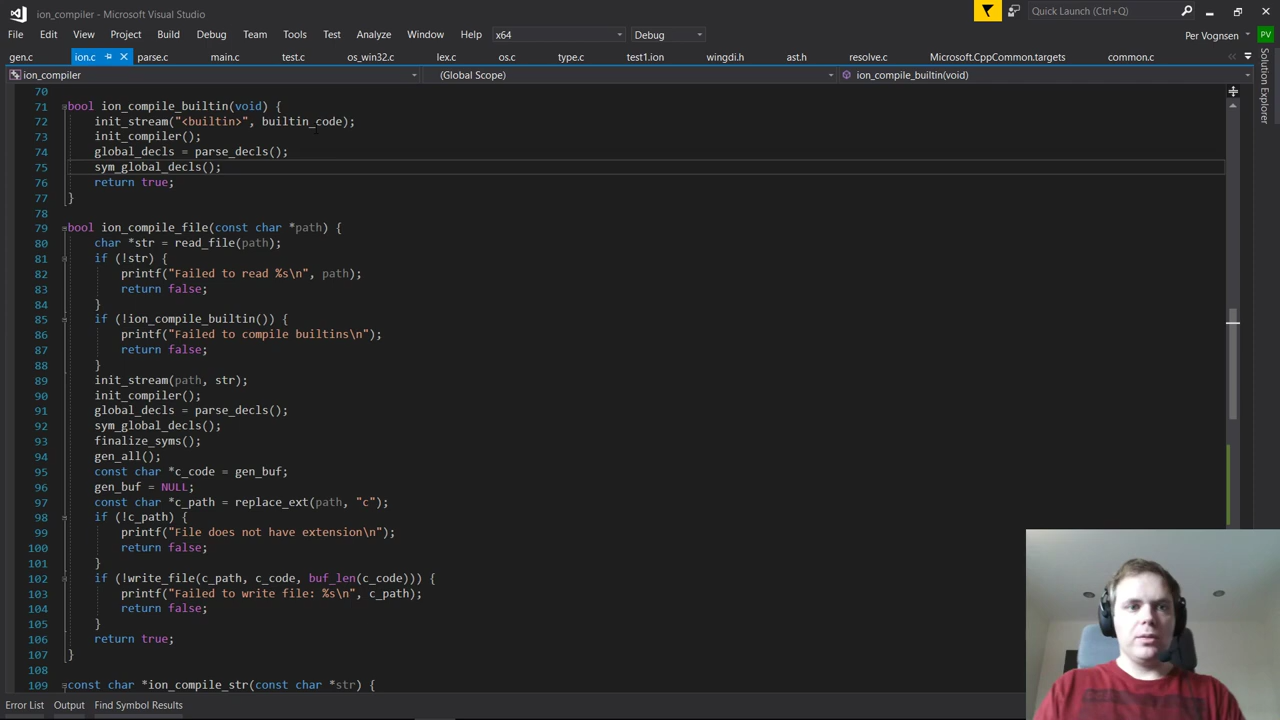 ion_compiler - Microsoft Visual Studio
Quick Launch (Ctrl+Q)
File Edit View Project Build Debug Team Tools Test Analyze Window Help x64 Debug Per Vognsen PV
gen.c ion.c parse.c main.c test.c os_win32.c lex.c os.c type.c test1.ion wingdi.h ast.h resolve.c Microsoft.CppCommon.targets common.c
ion_compiler (Global Scope) ion_compile_builtin(void)
Solution Explorer
70
71 bool ion_compile_builtin(void) {
72 init_stream("<builtin>", builtin_code);
73 init_compiler();
74 global_decls = parse_decls();
75 sym_global_decls();
76 return true;
77 }
78
79 bool ion_compile_file(const char *path) {
80 char *str = read_file(path);
81 if (!str) {
82 printf("Failed to read %s\n", path);
83 return false;
84 }
85 if (!ion_compile_builtin()) {
86 printf("Failed to compile builtins\n");
87 return false;
88 }
89 init_stream(path, str);
90 init_compiler();
91 global_decls = parse_decls();
92 sym_global_decls();
93 finalize_syms();
94 gen_all();
95 const char *c_code = gen_buf;
96 gen_buf = NULL;
97 const char *c_path = replace_ext(path, "c");
98 if (!c_path) {
99 printf("File does not have extension\n");
100 return false;
101 }
102 if (!write_file(c_path, c_code, buf_len(c_code))) {
103 printf("Failed to write file: %s\n", c_path);
104 return false;
105 }
106 return true;
107 }
108
109 const char *ion_compile_str(const char *str) {
Error List Output Find Symbol Results